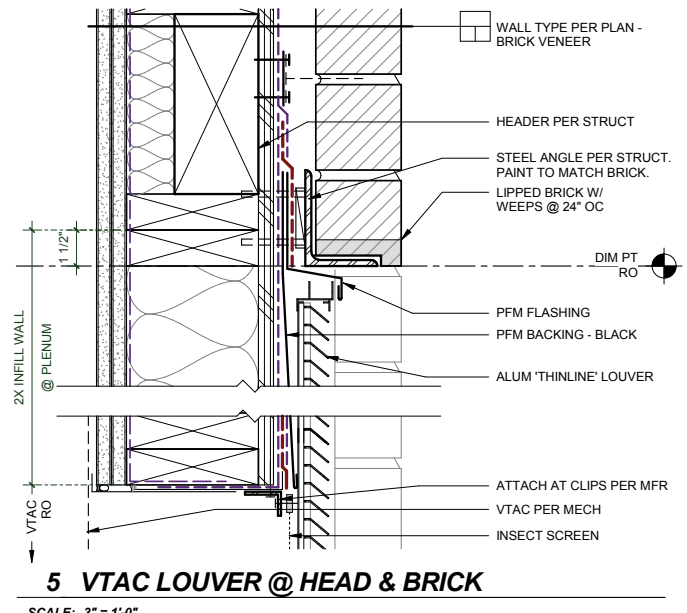 WALL TYPE PER PLAN -
BRICK VENEER
HEADER PER STRUCT
STEEL ANGLE PER STRUCT.
PAINT TO MATCH BRICK.
LIPPED BRICK W/
WEEPS @ 24" OC
1 1/2"
DIM PT
RO
PFM FLASHING
PFM BACKING - BLACK
ALUM 'THINLINE' LOUVER
2X INFILL WALL
@ PLENUM
ATTACH AT CLIPS PER MFR
VTAC PER MECH
INSECT SCREEN
VTAC
RO
5 VTAC LOUVER @ HEAD & BRICK
SCALE: 3" = 1'-0"